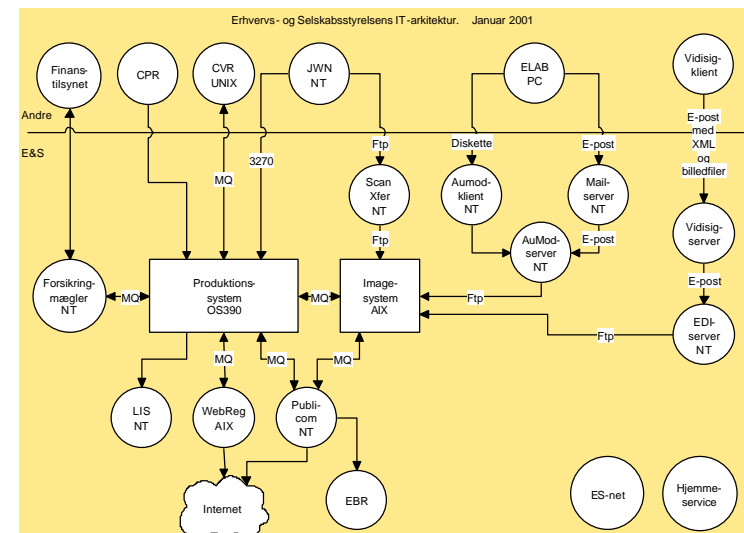 Erhvervs- og Selskabsstyrelsens IT-arkitektur. Januar 2001
Finans-
tilsynet
CPR
CVR
UNIX
JWN
NT
ELAB
PC
Vidisig-
klient
Andre
E&S
3270
MQ
Ftp
Diskette
E-post
E-post
med
XML
og
billedfiler
Scan
Xfer
NT
Aumod-
klient
NT
Mail-
server
NT
Vidisig-
server
Ftp
AuMod-
server
NT
E-post
E-post
Forsikring-
mægler
NT
MQ
Produktions-
system
OS390
MQ
Image-
system
AIX
Ftp
Ftp
EDI-
server
NT
MQ
MQ
MQ
LIS
NT
WebReg
AIX
Publi-
com
NT
Internet
EBR
ES-net
Hjemme-
service